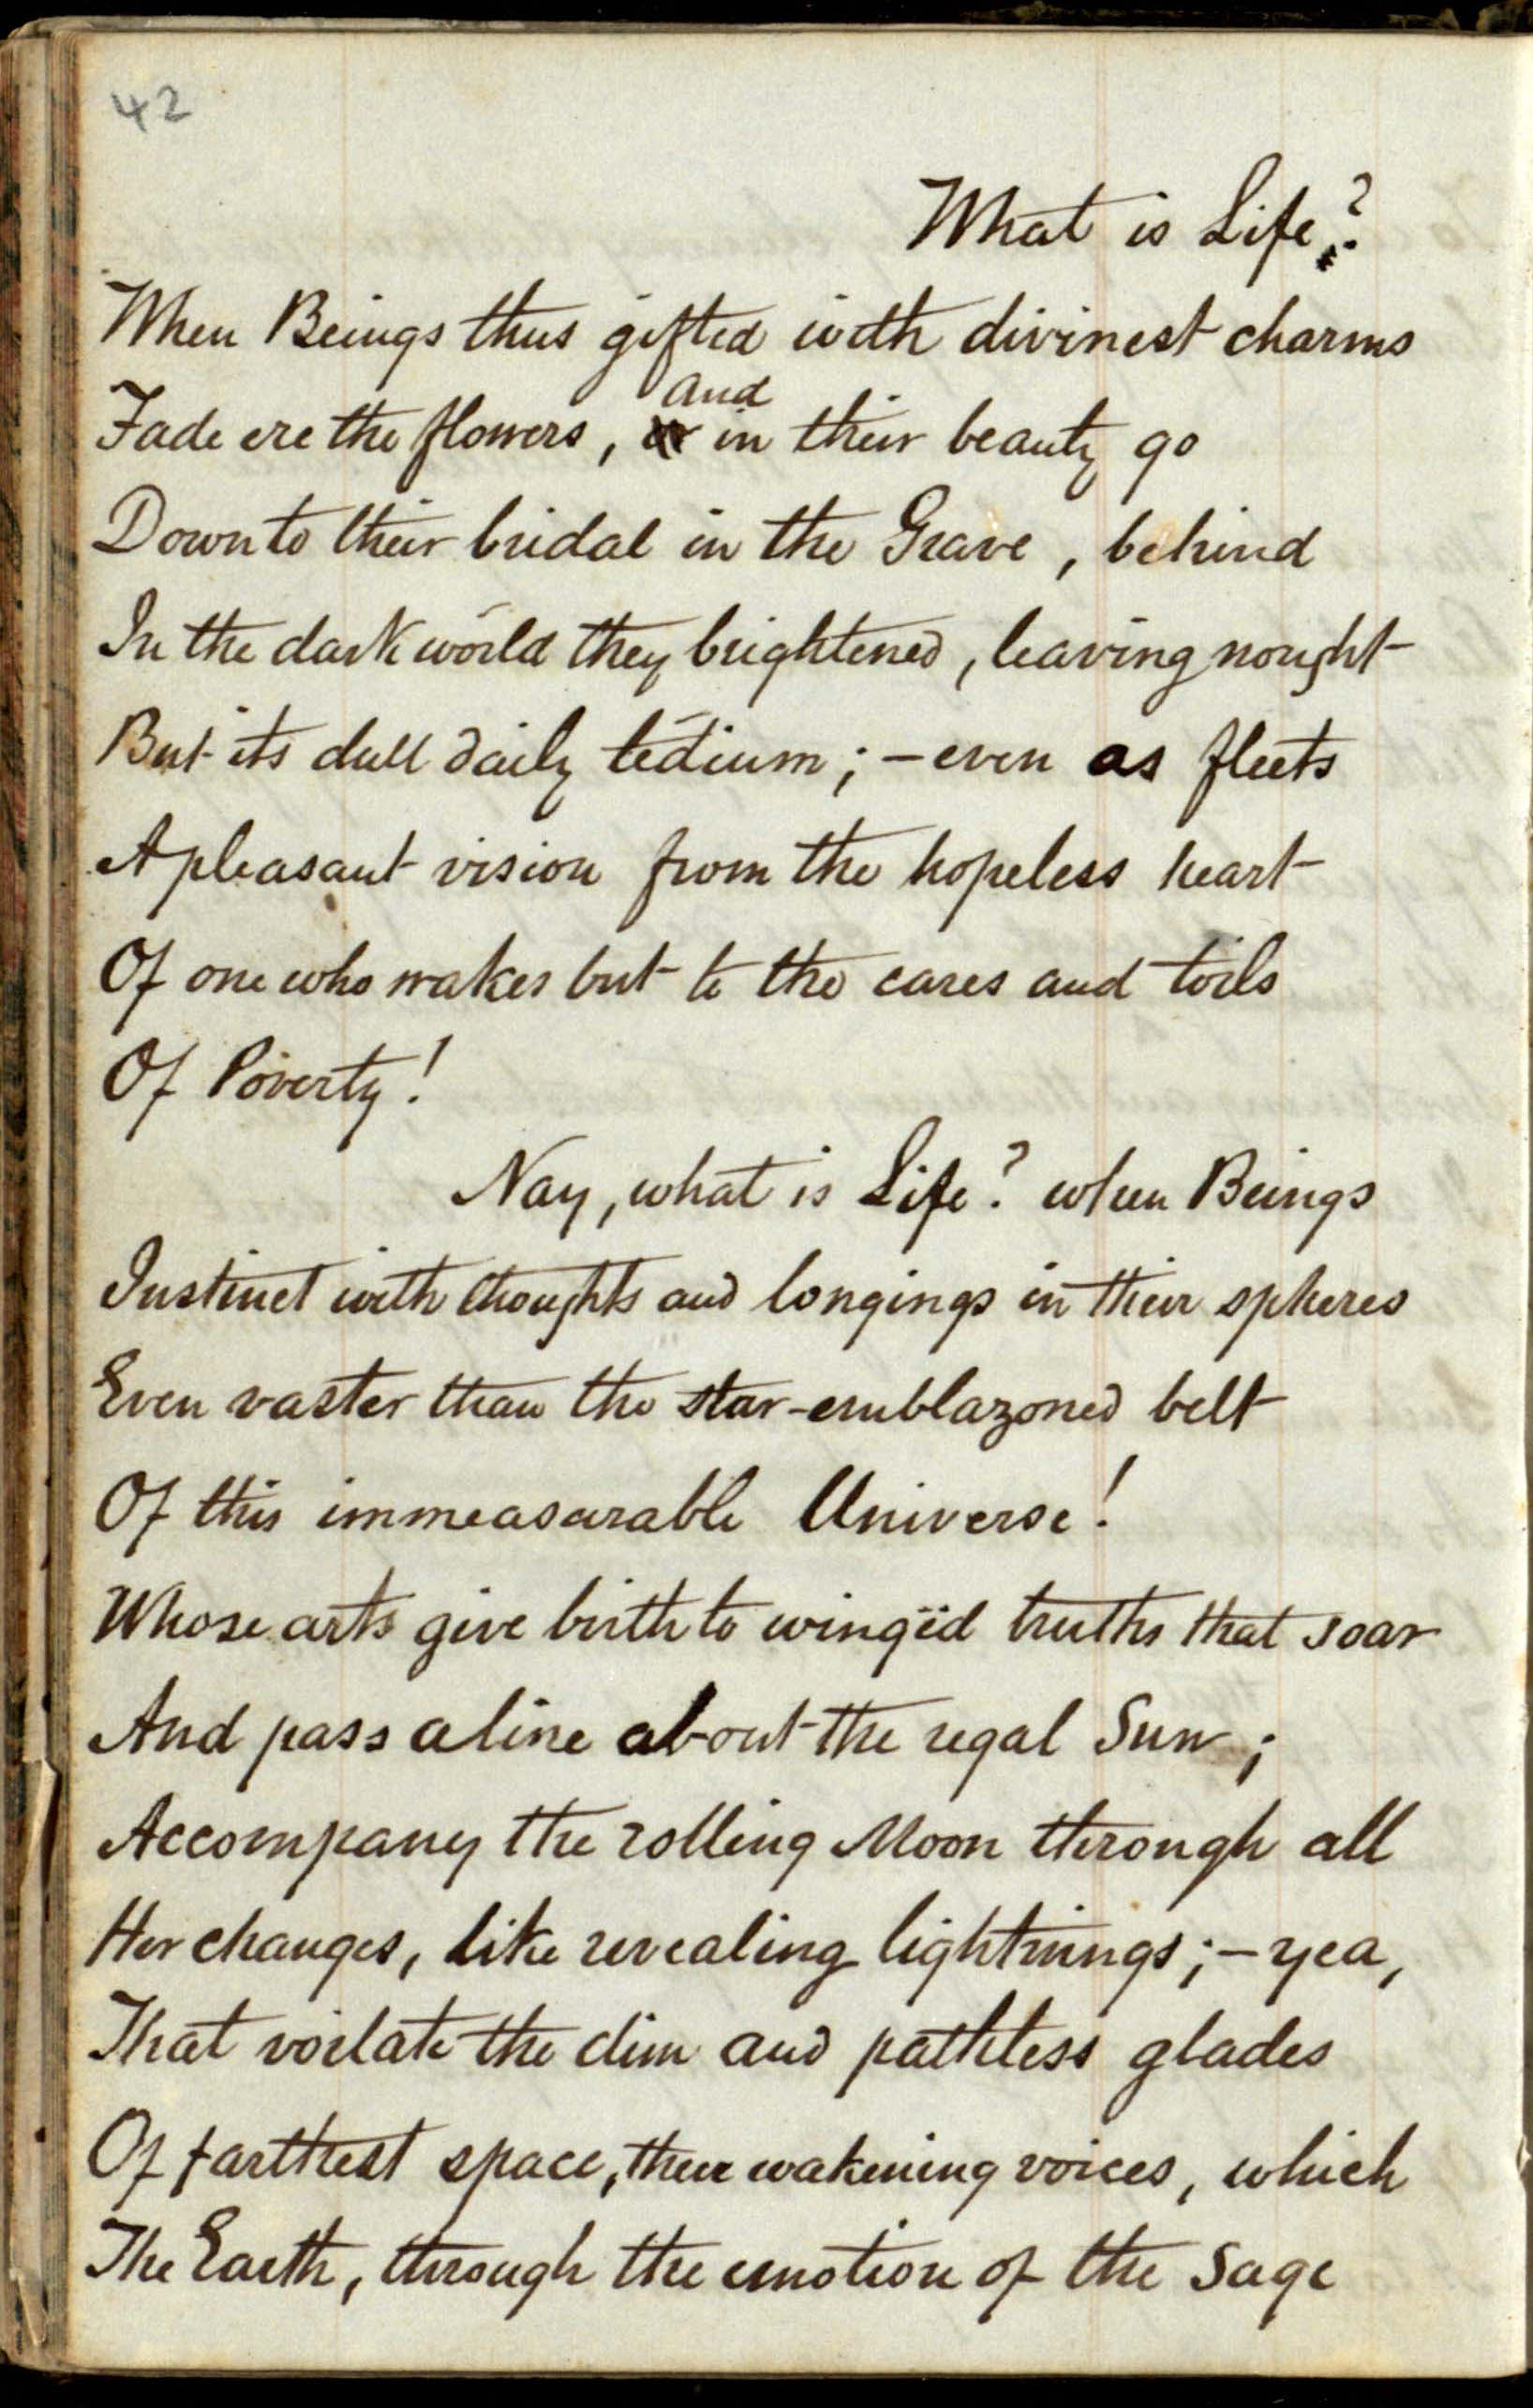 42
What is Life?
When Beings thus gifted with divinest charms
and
Fade ere the flowers, in their beauty go
Down to their bridal in the Grave, behind
In the dark world they brightened, leaving nought
But its dull daily tedium; — even as fleets
A pleasant vision from the hopeless heart
Of one who wakes but to the cares and toils
Of Poverty!
Nay, what is Life? when Beings
Instinct with thoughts and longings in their spheres
Even vaster than the star-emblazoned belt
Of this immeasurable Universe!
Whose arts give birth to wingëd truths that soar
And pass aline about the regal Sun;
Accompany the rolling Moon through all
Her changes, like revealing lightnings; — yea,
That voilate the dim and pathless glades
Of farthest space, their wakening voices, which
The Earth, through the emotion of the Sage